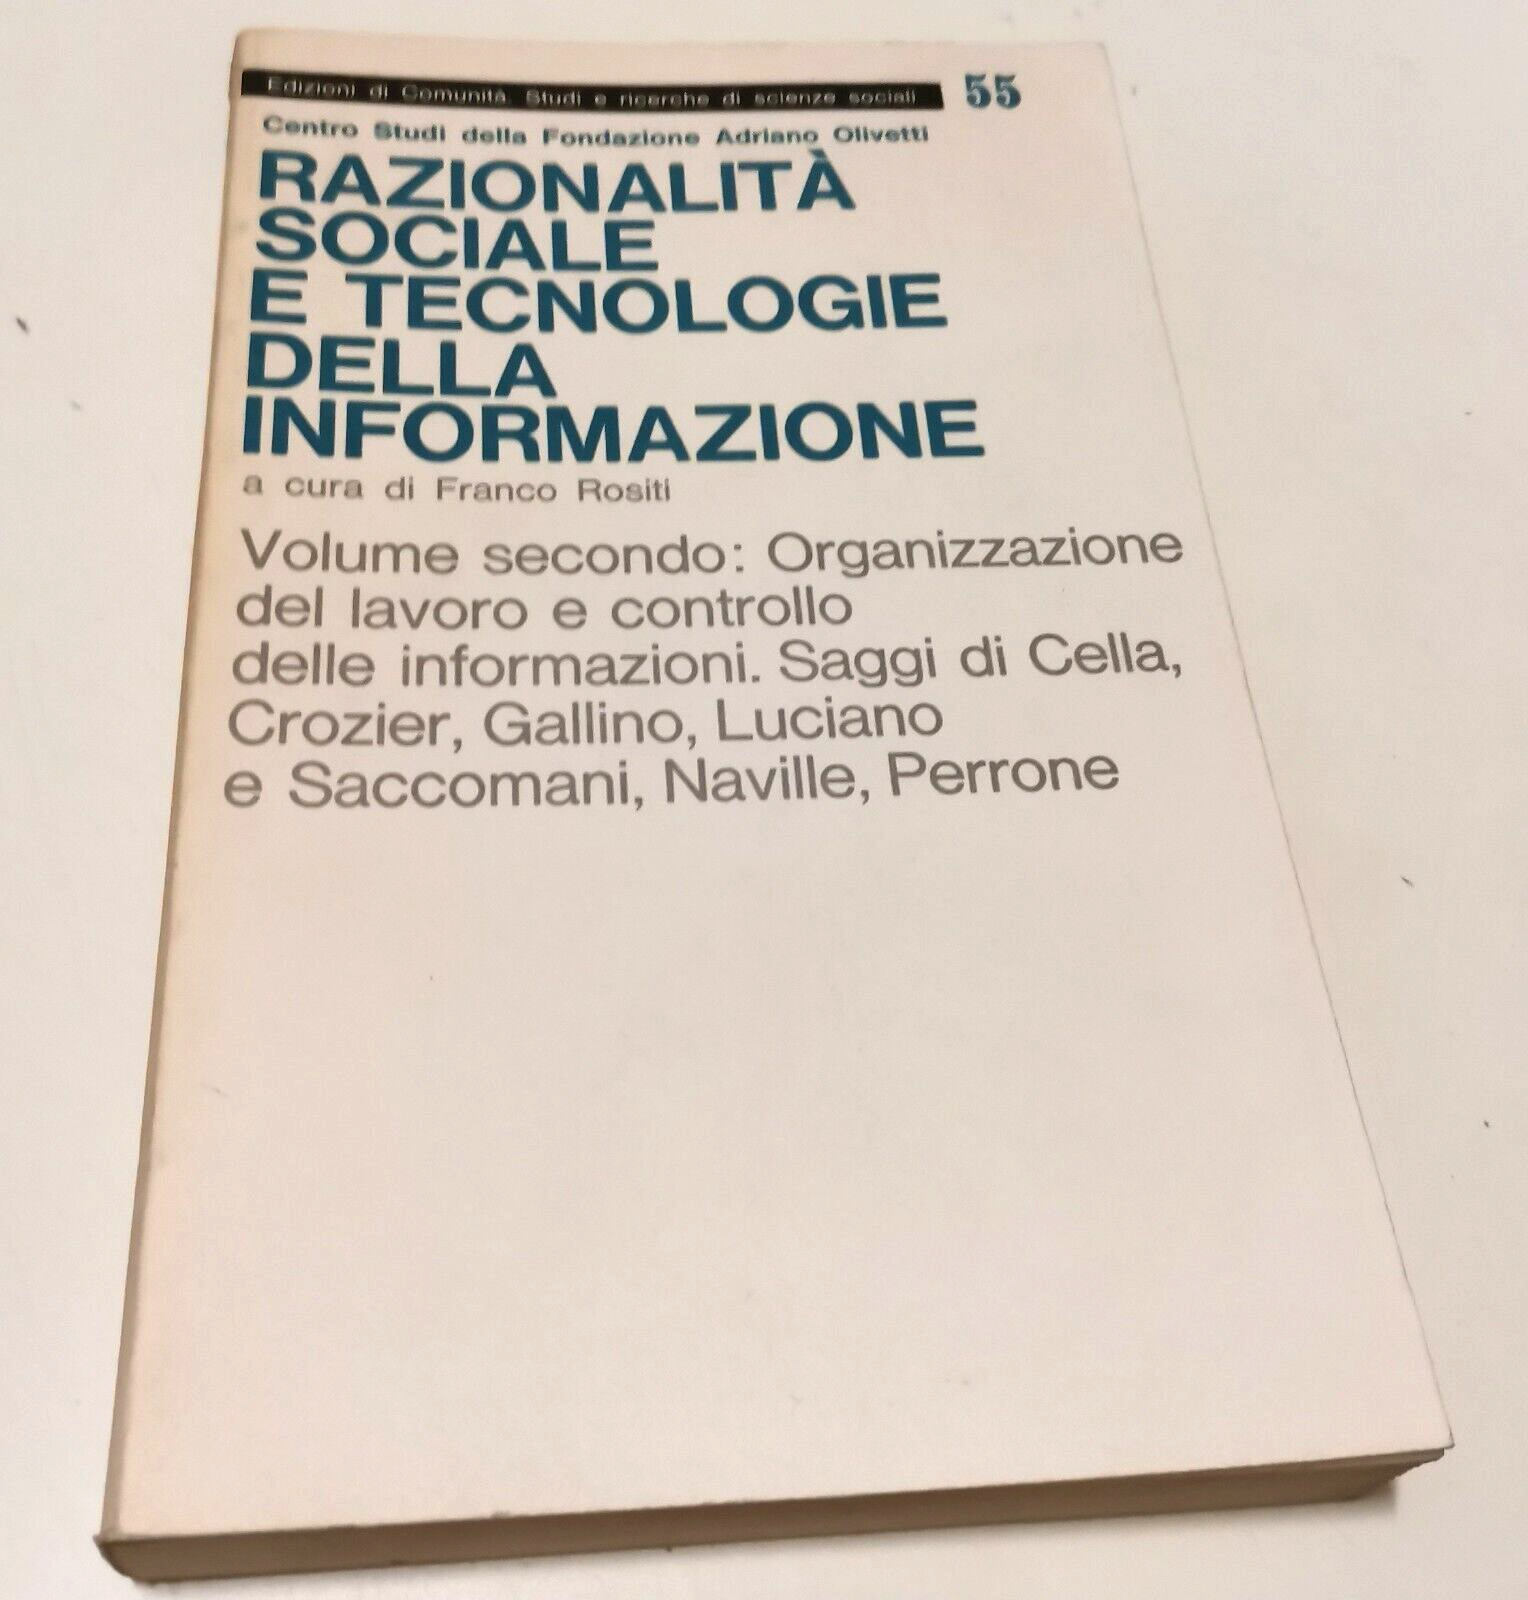 Edizioni di Comunità. Studi e ricerche di scienze sociali 55
Centro Studi della Fondazione Adriano Olivetti
RAZIONALITÀ
SOCIALE
E TECNOLOGIE
DELLA
INFORMAZIONE
a cura di Franco Rositi
Volume secondo: Organizzazione
del lavoro e controllo
delle informazioni. Saggi di Cella,
Crozier, Gallino, Luciano
e Saccomani, Naville, Perrone